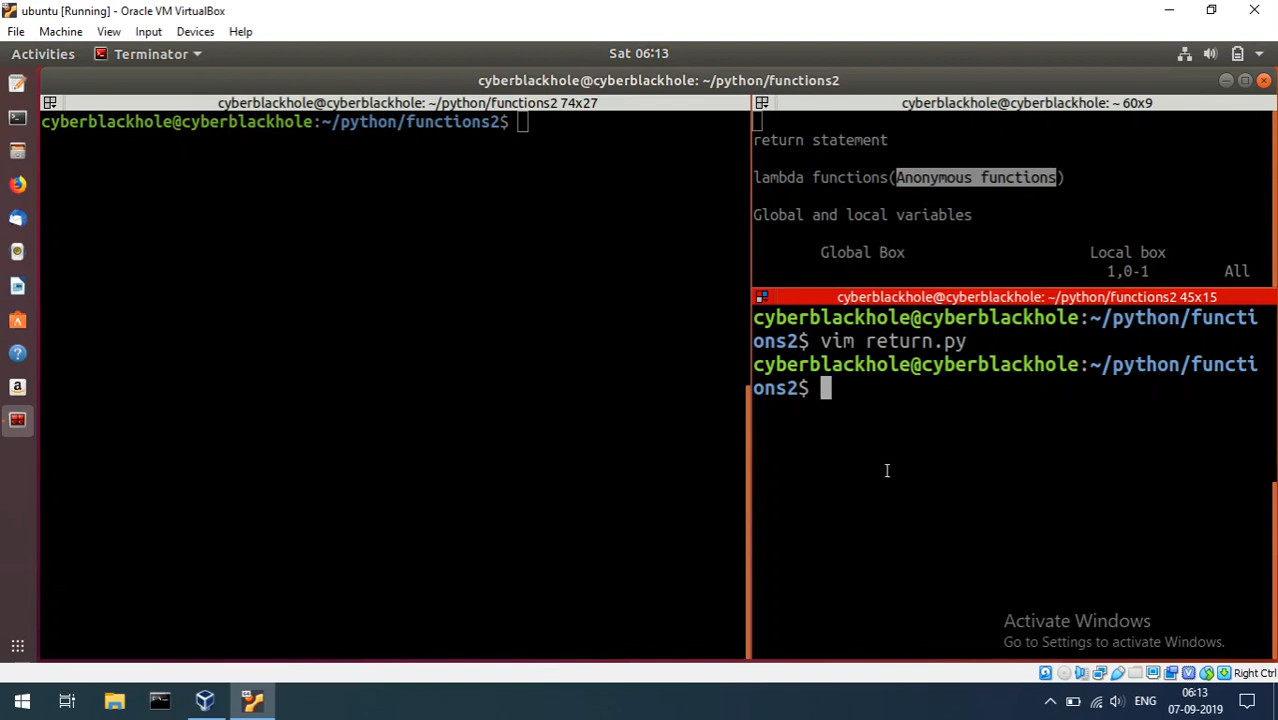 ubuntu [Running] - Oracle VM VirtualBox
File Machine View Input Devices Help
Activities Terminator Sat 06:13
cyberblackhole@cyberblackhole: ~/python/functions2
cyberblackhole@cyberblackhole: ~/python/functions2 74x27
cyberblackhole@cyberblackhole:~/python/functions2$
cyberblackhole@cyberblackhole: ~ 60x9
return statement
lambda functions(Anonymous functions)
Global and local variables
Global Box Local box
1,0-1 All
cyberblackhole@cyberblackhole: ~/python/functions2 45x15
cyberblackhole@cyberblackhole:~/python/functi
ons2$ vim return.py
cyberblackhole@cyberblackhole:~/python/functi
ons2$
Activate Windows
Go to Settings to activate Windows.
Right Ctrl
ENG
06:13
07-09-2019